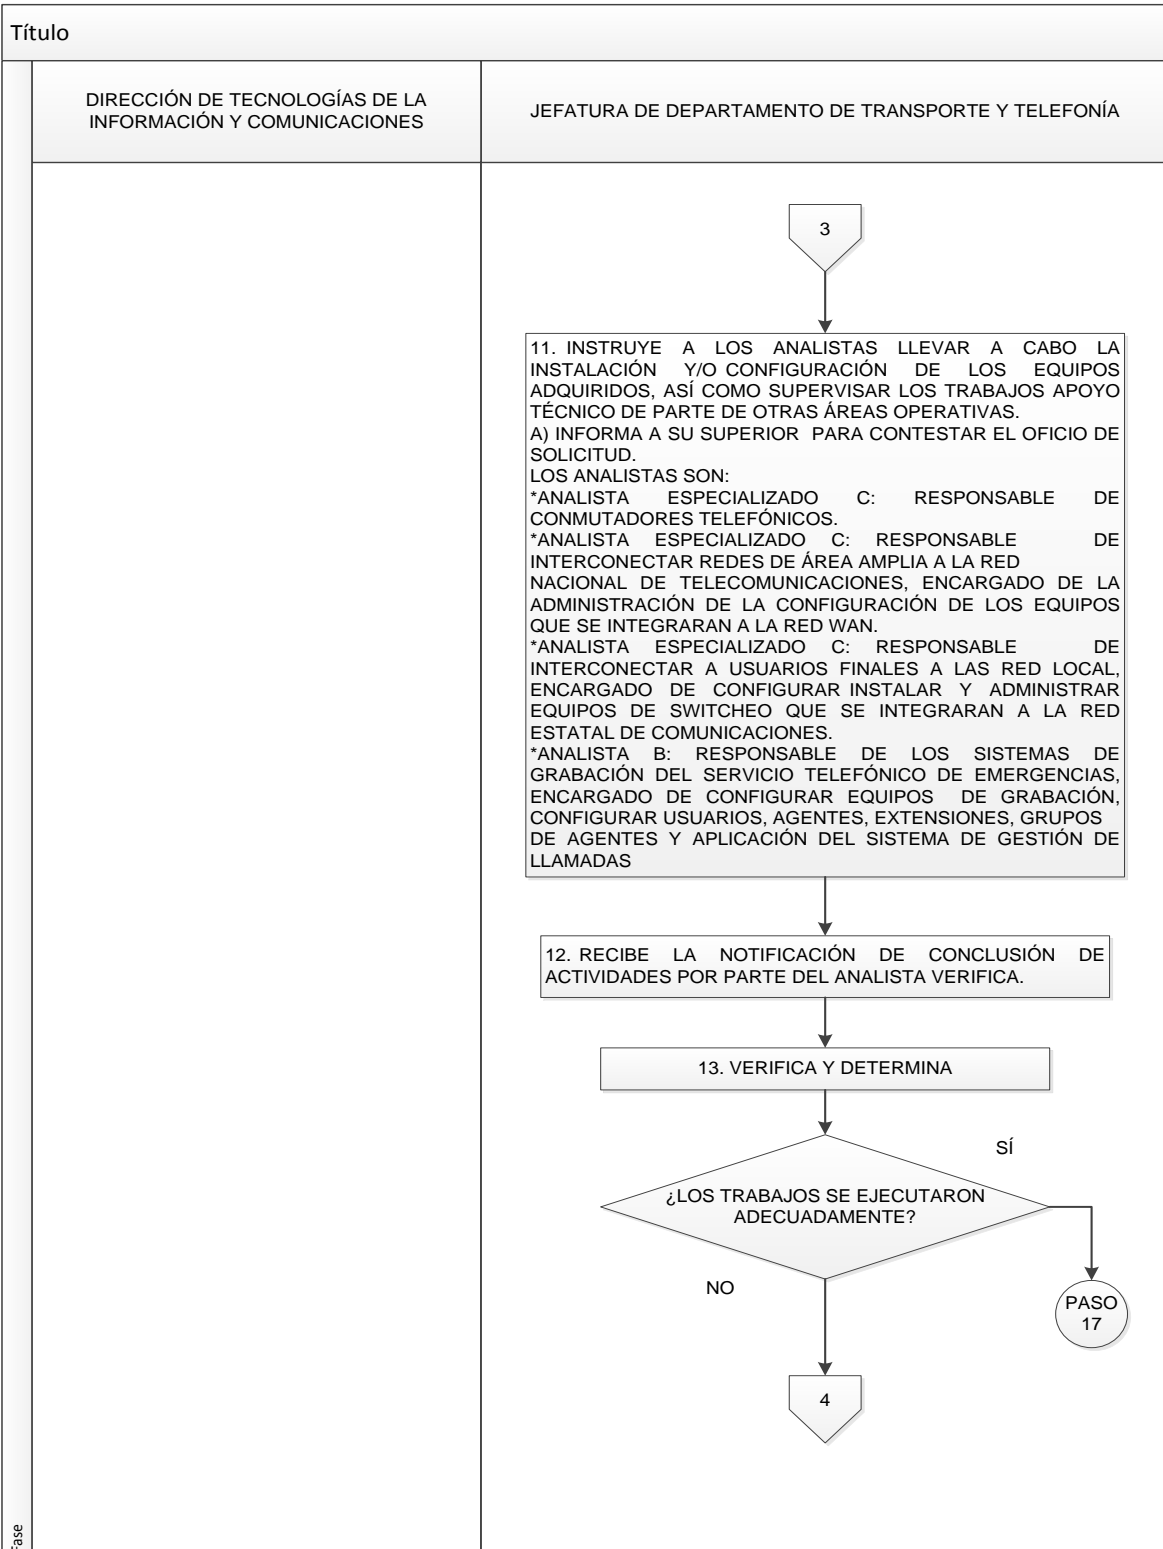 Título
DIRECCIÓN DE TECNOLOGÍAS DE LA
INFORMACIÓN Y COMUNICACIONES
JEFATURA DE DEPARTAMENTO DE TRANSPORTE Y TELEFONÍA
3
11. INSTRUYE A LOS ANALISTAS LLEVAR A CABO LA
INSTALACIÓN Y/O CONFIGURACIÓN DE LOS EQUIPOS
ADQUIRIDOS, ASÍ COMO SUPERVISAR LOS TRABAJOS APOYO
TÉCNICO DE PARTE DE OTRAS ÁREAS OPERATIVAS.
A) INFORMA A SU SUPERIOR PARA CONTESTAR EL OFICIO DE
SOLICITUD.
LOS ANALISTAS SON:
*ANALISTA ESPECIALIZADO C: RESPONSABLE DE
CONMUTADORES TELEFÓNICOS.
*ANALISTA ESPECIALIZADO C: RESPONSABLE DE
INTERCONECTAR REDES DE ÁREA AMPLIA A LA RED
NACIONAL DE TELECOMUNICACIONES, ENCARGADO DE LA
ADMINISTRACIÓN DE LA CONFIGURACIÓN DE LOS EQUIPOS
QUE SE INTEGRARAN A LA RED WAN.
*ANALISTA ESPECIALIZADO C: RESPONSABLE DE
INTERCONECTAR A USUARIOS FINALES A LAS RED LOCAL,
ENCARGADO DE CONFIGURAR INSTALAR Y ADMINISTRAR
EQUIPOS DE SWITCHEO QUE SE INTEGRARAN A LA RED
ESTATAL DE COMUNICACIONES.
*ANALISTA B: RESPONSABLE DE LOS SISTEMAS DE
GRABACIÓN DEL SERVICIO TELEFÓNICO DE EMERGENCIAS,
ENCARGADO DE CONFIGURAR EQUIPOS DE GRABACIÓN,
CONFIGURAR USUARIOS, AGENTES, EXTENSIONES, GRUPOS
DE AGENTES Y APLICACIÓN DEL SISTEMA DE GESTIÓN DE
LLAMADAS
12. RECIBE LA NOTIFICACIÓN DE CONCLUSIÓN DE
ACTIVIDADES POR PARTE DEL ANALISTA VERIFICA.
13. VERIFICA Y DETERMINA
SÍ
¿LOS TRABAJOS SE EJECUTARON
ADECUADAMENTE?
NO
PASO
17
4
Fase